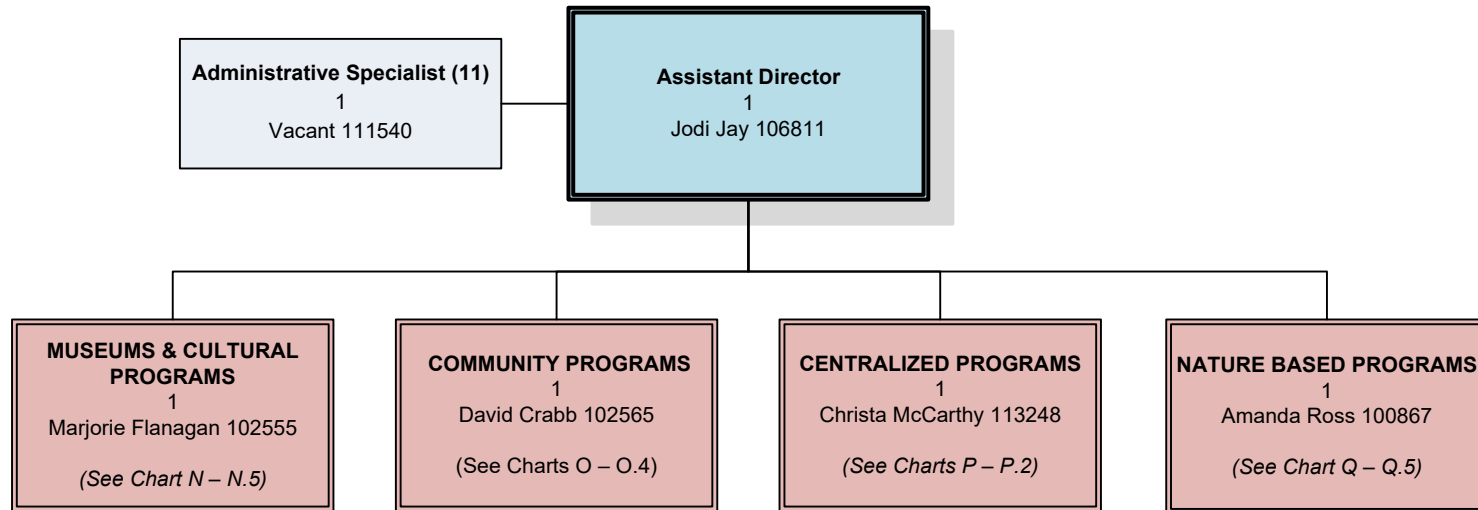 Administrative Specialist (11)
1
Vacant 111540
Assistant Director
1
Jodi Jay 106811
MUSEUMS & CULTURAL
PROGRAMS
1
Marjorie Flanagan 102555
(See Chart N – N.5)
COMMUNITY PROGRAMS
1
David Crabb 102565
(See Charts O – O.4)
CENTRALIZED PROGRAMS
1
Christa McCarthy 113248
(See Charts P – P.2)
NATURE BASED PROGRAMS
1
Amanda Ross 100867
(See Chart Q – Q.5)